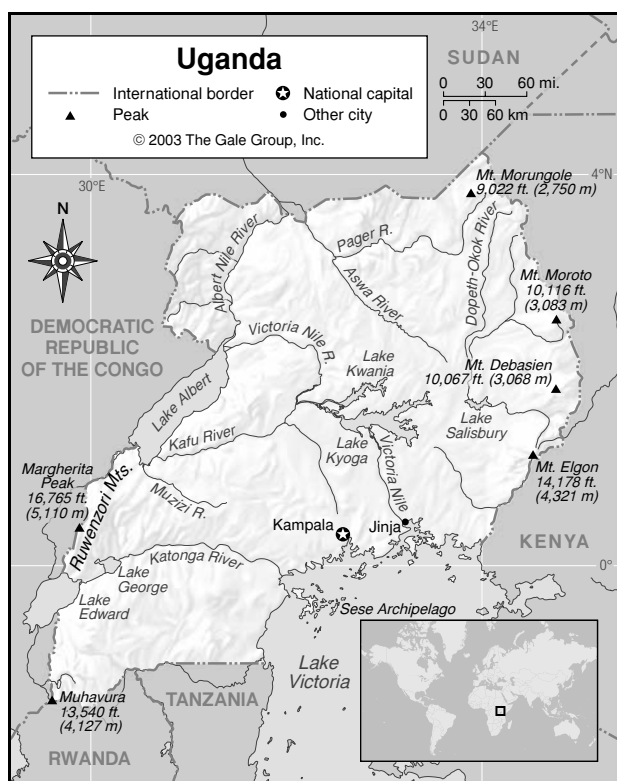 34°E
SUDAN
Uganda
International border
National capital
Peak
Other city
© 2003 The Gale Group, Inc.
0 30 60 mi.
0 30 60 km
30°E
4°N
Mt. Morungole
9,022 ft. (2,750 m)
N
Albert Nile River
Pager R.
Aswa River
Dopeth-Okok River
Mt. Moroto
10,116 ft.
(3,083 m)
DEMOCRATIC
REPUBLIC
OF THE CONGO
Victoria Nile R.
Lake
Kwania
Mt. Debasien
10,067 ft. (3,068 m)
Lake Albert
Lake
Salisbury
Kafu River
Lake
Kyoga
Victoria Nile
Margherita
Peak
16,765 ft.
(5,110 m)
Ruwenzori Mts.
Muzizi R.
Mt. Elgon
14,178 ft.
(4,321 m)
Kampala
Jinja
KENYA
Katonga River
0°
Lake
George
Lake
Edward
Sese Archipelago
Lake
Victoria
Muhavura
13,540 ft.
(4,127 m)
TANZANIA
RWANDA